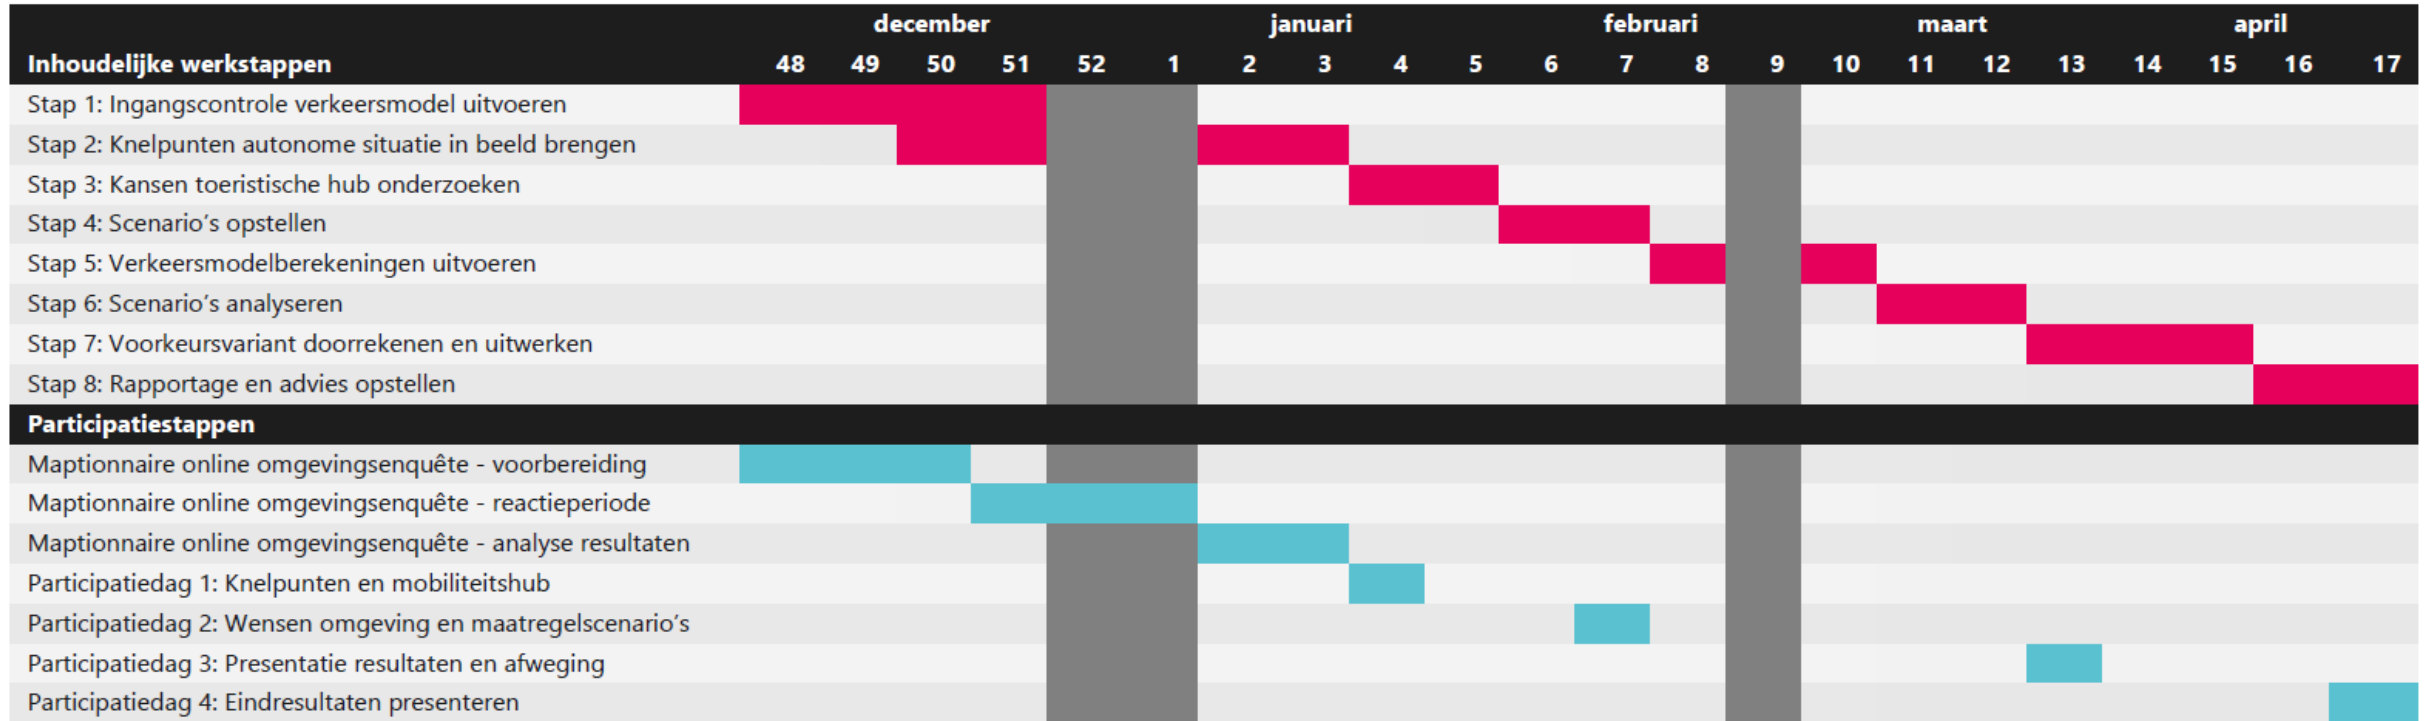 december januari februari maart april
Inhoudelijke werkstappen 48 49 50 51 52 1 2 3 4 5 6 7 8 9 10 11 12 13 14 15 16 17
Stap 1: Ingangscontrole verkeersmodel uitvoeren
Stap 2: Knelpunten autonome situatie in beeld brengen
Stap 3: Kansen toeristische hub onderzoeken
Stap 4: Scenario’s opstellen
Stap 5: Verkeersmodelberekeningen uitvoeren
Stap 6: Scenario’s analyseren
Stap 7: Voorkeursvariant doorrekenen en uitwerken
Stap 8: Rapportage en advies opstellen
Participatiestappen
Maptionnaire online omgevingsenquête - voorbereiding
Maptionnaire online omgevingsenquête - reactieperiode
Maptionnaire online omgevingsenquête - analyse resultaten
Participatiedag 1: Knelpunten en mobiliteitshub
Participatiedag 2: Wensen omgeving en maatregelscenario’s
Participatiedag 3: Presentatie resultaten en afweging
Participatiedag 4: Eindresultaten presenteren